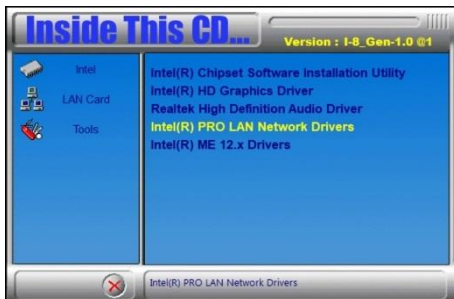 Inside This CD...
Version : I-8_Gen-1.0 @1
Intel
LAN Card
Tools
Intel(R) Chipset Software Installation Utility
Intel(R) HD Graphics Driver
Realtek High Definition Audio Driver
Intel(R) PRO LAN Network Drivers
Intel(R) ME 12.x Drivers
Intel(R) PRO LAN Network Drivers